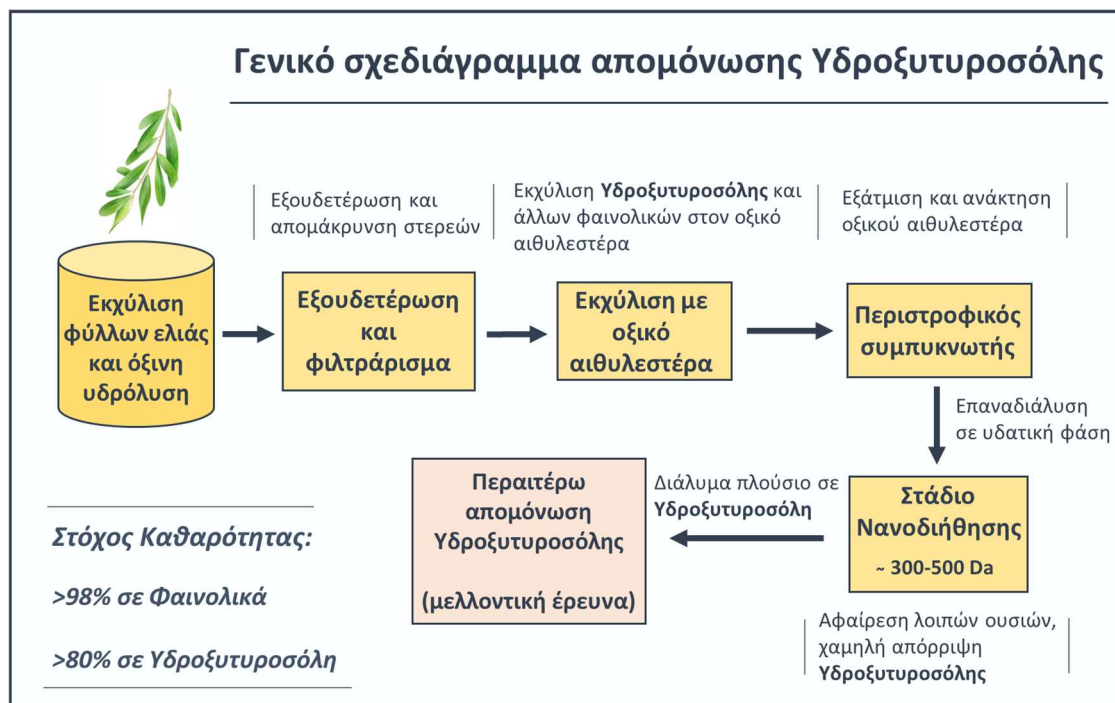 Γενικό σχεδιάγραμμα απομόνωσης Υδροξυτυροσόλης
Εξουδετέρωση και
απομάκρυνση στερεών
Εκχύλιση Υδροξυτυροσόλης και
άλλων φαινολικών στον οξικό
αιθυλεστέρα
Εξάτμιση και ανάκτηση
οξικού αιθυλεστέρα
Εκχύλιση
φύλλων ελιάς
και όξινη
υδρόλυση
Εξουδετέρωση
και
φιλτράρισμα
Εκχύλιση με
οξικό
αιθυλεστέρα
Περιστροφικός
συμπυκνωτής
Επαναδιάλυση
σε υδατική φάση
Στάδιο
Νανοδιήθησης
~ 300-500 Da
Αφαίρεση λοιπών ουσιών,
χαμηλή απόρριψη
Υδροξυτυροσόλης
Διάλυμα πλούσιο σε
Υδροξυτυροσόλη
Περαιτέρω
απομόνωση
Υδροξυτυροσόλης
(μελλοντική έρευνα)
Στόχος Καθαρότητας:
>98% σε Φαινολικά
>80% σε Υδροξυτυροσόλη